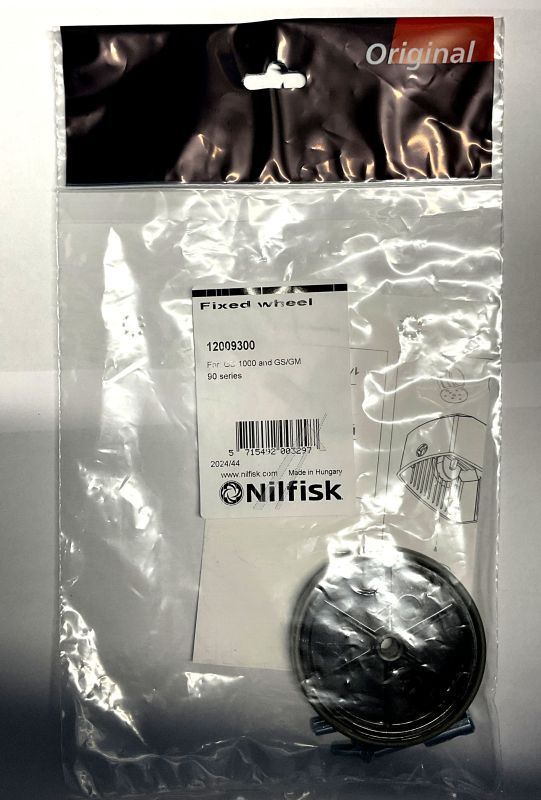 Original
Fixed wheel
12009300
For GD 1000 and GS/GM
90 series
5 715492 003297
2024/44
www.nilfisk.com Made in Hungary
Nilfisk